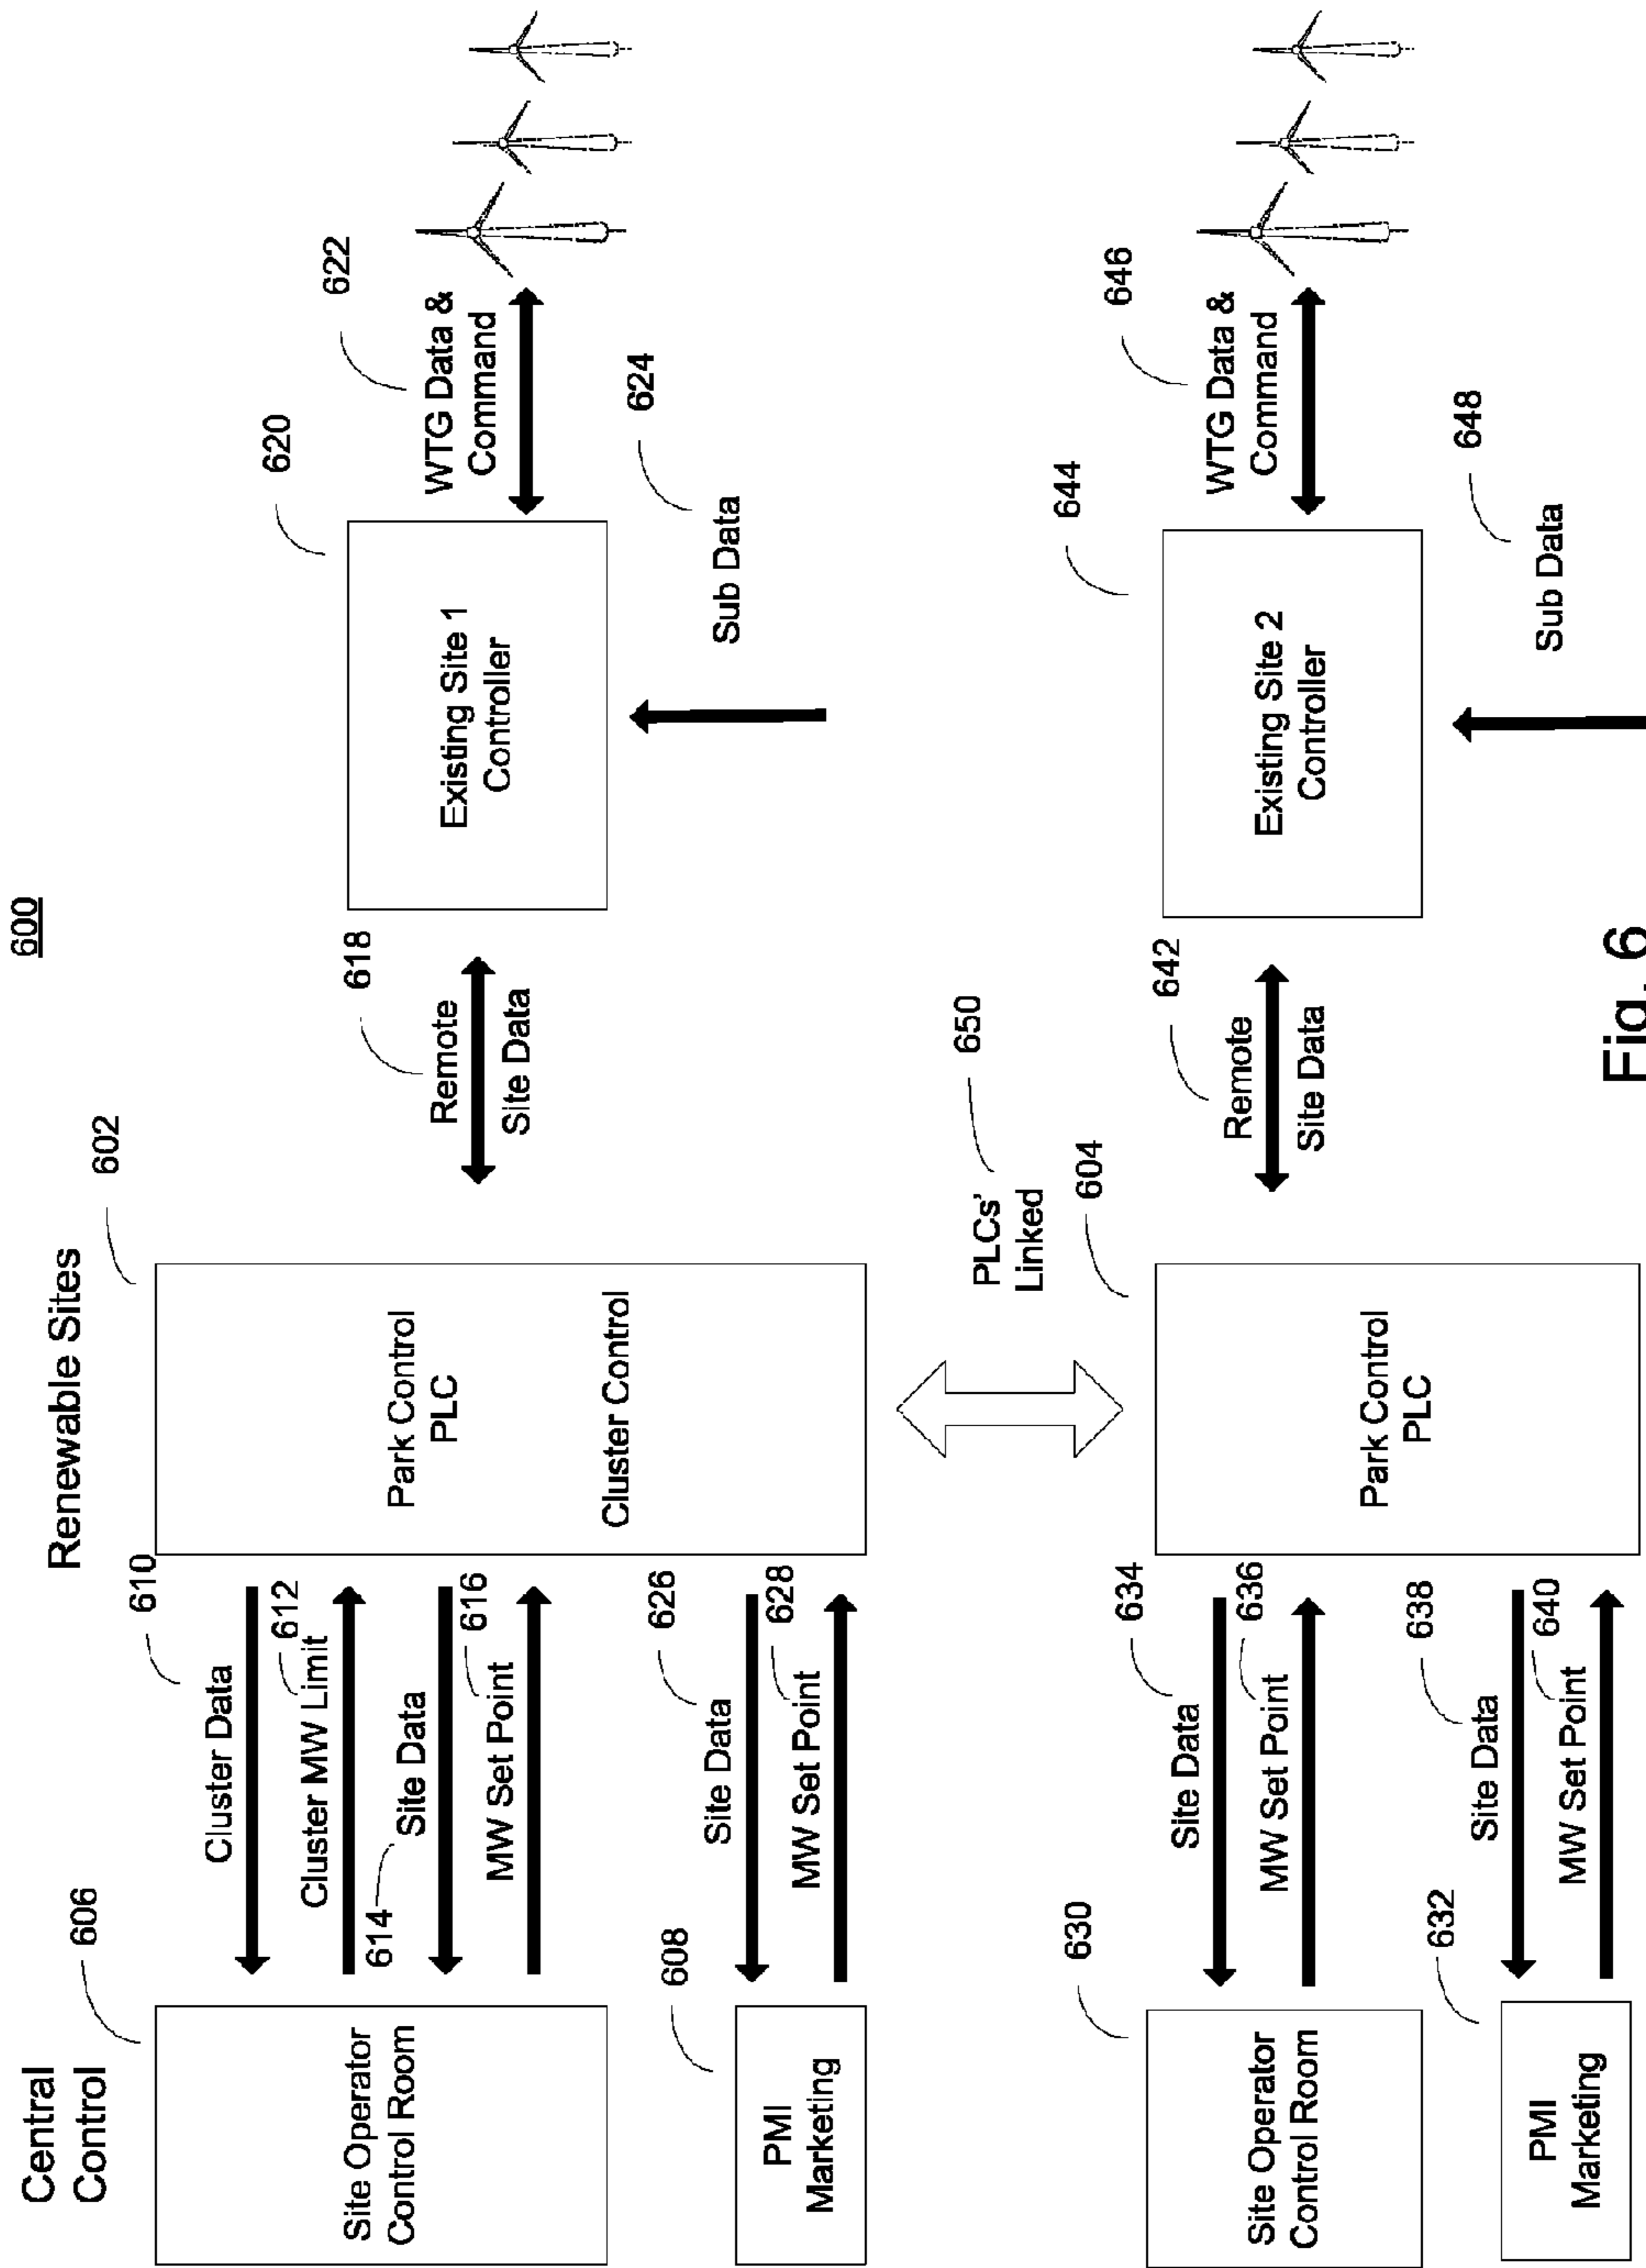 600
Central
Control
Renewable Sites
606
Site Operator
Control Room
610
Cluster Data
612
Cluster MW Limit
614
Site Data
616
MW Set Point
608
PMI
Marketing
626
Site Data
628
MW Set Point
602
Park Control
PLC
Cluster Control
618
Remote
Site Data
620
Existing Site 1
Controller
622
WTG Data &
Command
624
Sub Data
650
PLCs'
Linked
630
Site Operator
Control Room
634
Site Data
636
MW Set Point
632
PMI
Marketing
638
Site Data
640
MW Set Point
604
Park Control
PLC
642
Remote
Site Data
644
Existing Site 2
Controller
646
WTG Data &
Command
648
Sub Data
Fig. 6